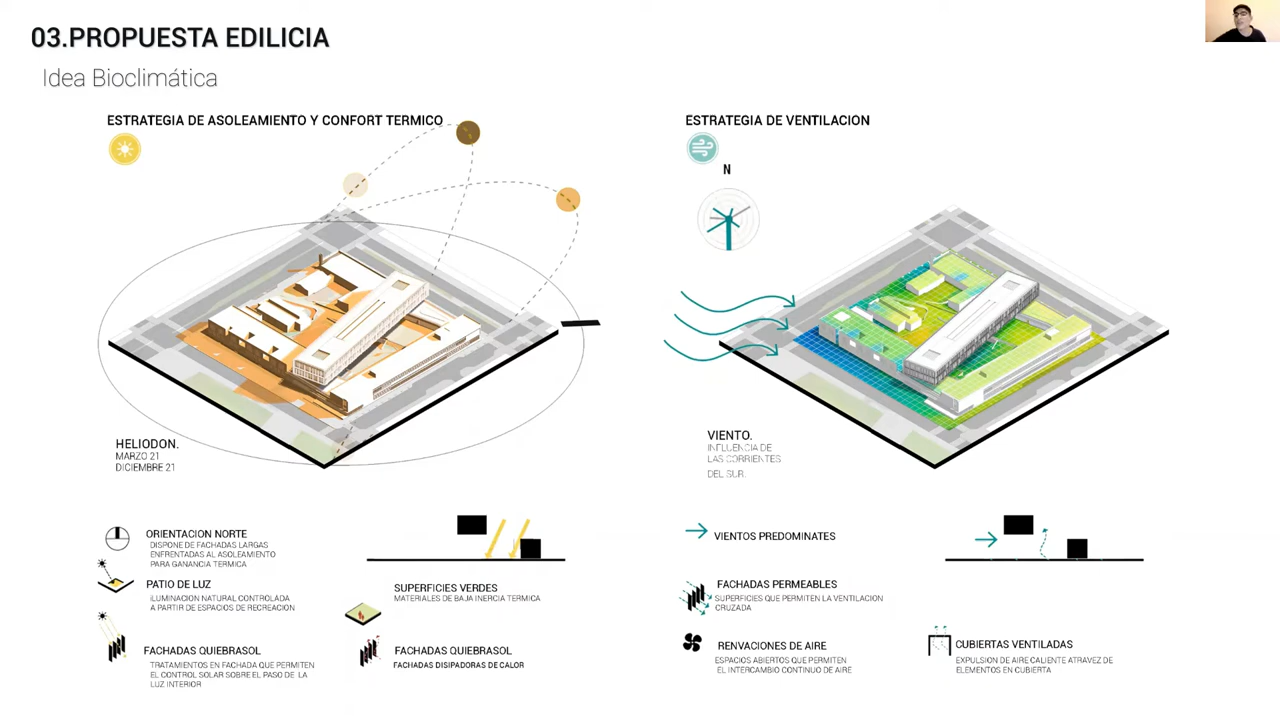 03.PROPUESTA EDILICIA
Idea Bioclimática
ESTRATEGIA DE ASOLEAMIENTO Y CONFORT TERMICO
HELIODON.
MARZO 21
DICIEMBRE 21
ORIENTACION NORTE
DISPONE DE FACHADAS LARGAS
ENFRENTADAS AL ASOLEAMIENTO
PARA GANANCIA TERMICA
PATIO DE LUZ
iLUMINACION NATURAL CONTROLADA
A PARTIR DE ESPACIOS DE RECREACION
FACHADAS QUIEBRASOL
TRATAMIENTOS EN FACHADA QUE PERMITEN
EL CONTROL SOLAR SOBRE EL PASO DE LA
LUZ INTERIOR
SUPERFICIES VERDES
MATERIALES DE BAJA INERCIA TERMICA
FACHADAS QUIEBRASOL
FACHADAS DISIPADORAS DE CALOR
ESTRATEGIA DE VENTILACION
N
VIENTO.
INFLUENCIA DE
LAS CORRIENTES
DEL SUR.
VIENTOS PREDOMINATES
FACHADAS PERMEABLES
SUPERFICIES QUE PERMITEN LA VENTILACION
CRUZADA
RENVACIONES DE AIRE
ESPACIOS ABIERTOS QUE PERMITEN
EL INTERCAMBIO CONTINUO DE AIRE
CUBIERTAS VENTILADAS
EXPULSION DE AIRE CALIENTE ATRAVEZ DE
ELEMENTOS EN CUBIERTA